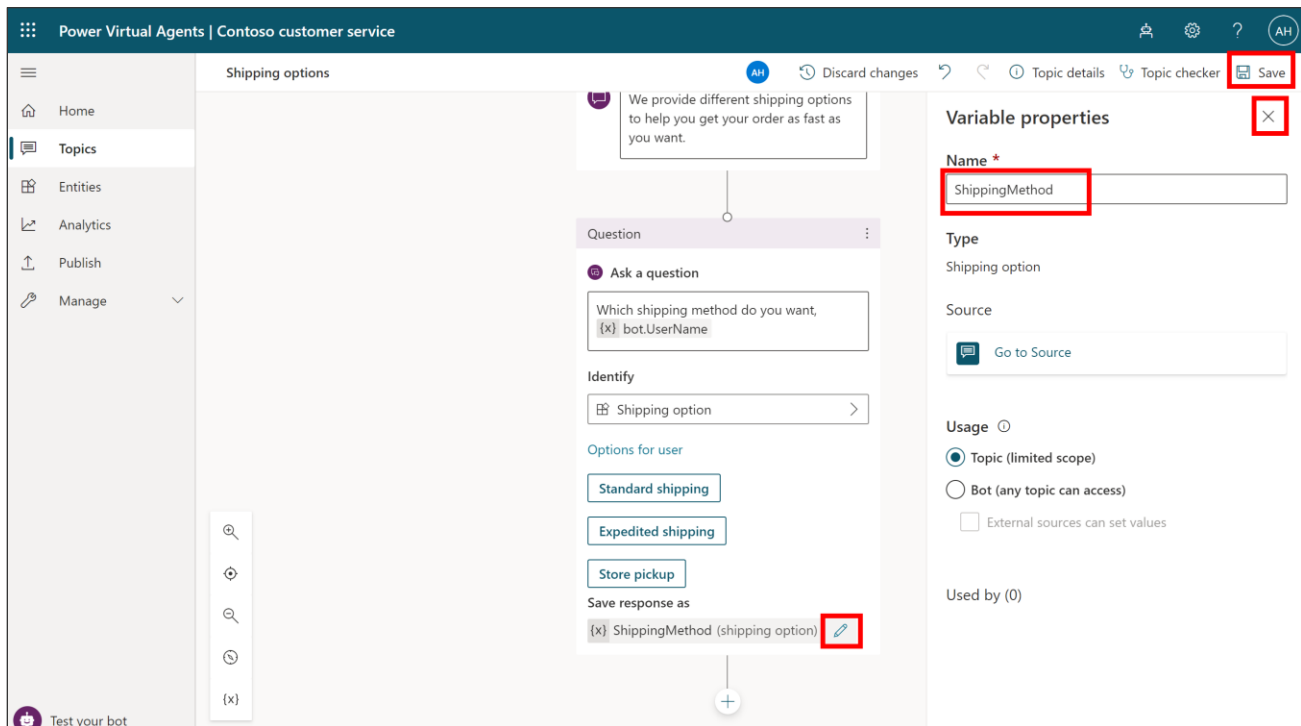 Power Virtual Agents | Contoso customer service
AH
Shipping options
AH
Discard changes
Topic details
Topic checker
Save
Home
Topics
Entities
Analytics
Publish
Manage
Test your bot
{x}
We provide different shipping options
to help you get your order as fast as
you want.
Question
Ask a question
Which shipping method do you want,
{x} bot.UserName
Identify
Shipping option
Options for user
Standard shipping
Expedited shipping
Store pickup
Save response as
{x} ShippingMethod (shipping option)
Variable properties
Name *
ShippingMethod
Type
Shipping option
Source
Go to Source
Usage
Topic (limited scope)
Bot (any topic can access)
External sources can set values
Used by (0)